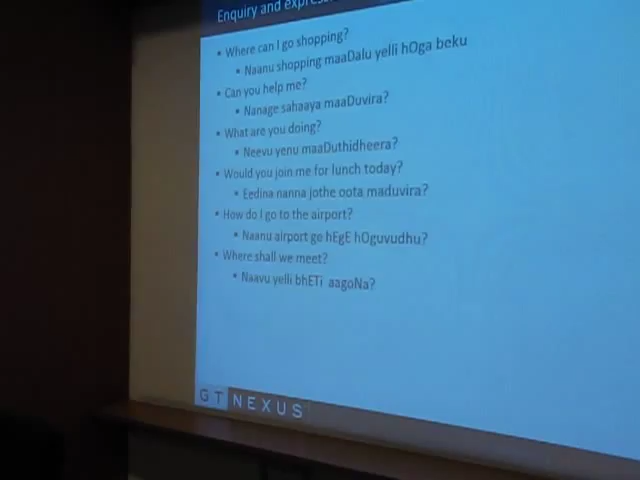 Enquiry and
• Where can I go shopping?
• Naanu shopping maaDalu yelli hOga beku
• Can you help me?
• Nanage sahaaya maaDuvira?
• What are you doing?
• Neevu yenu maaDuthidheera?
• Would you join me for lunch today?
• Eedina nanna jothe oota maduvira?
• How do I go to the airport?
• Naanu airport ge hEgE hOguvudhu?
• Where shall we meet?
• Naavu yelli bhETi aagoNa?
GT NEXUS